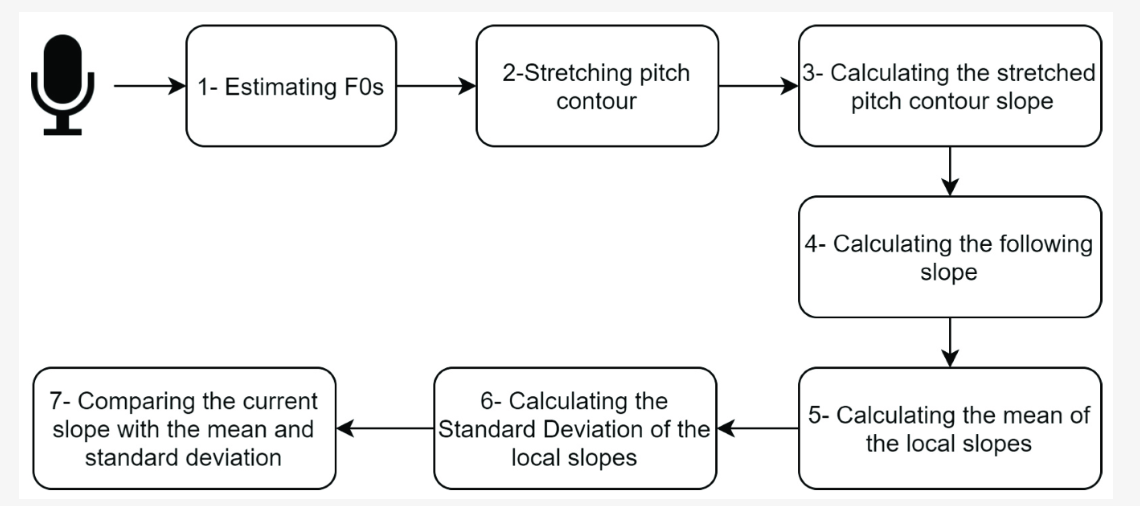 1- Estimating F0s
2-Stretching pitch
contour
3- Calculating the stretched
pitch contour slope
4- Calculating the following
slope
5- Calculating the mean of
the local slopes
6- Calculating the
Standard Deviation of the
local slopes
7- Comparing the current
slope with the mean and
standard deviation